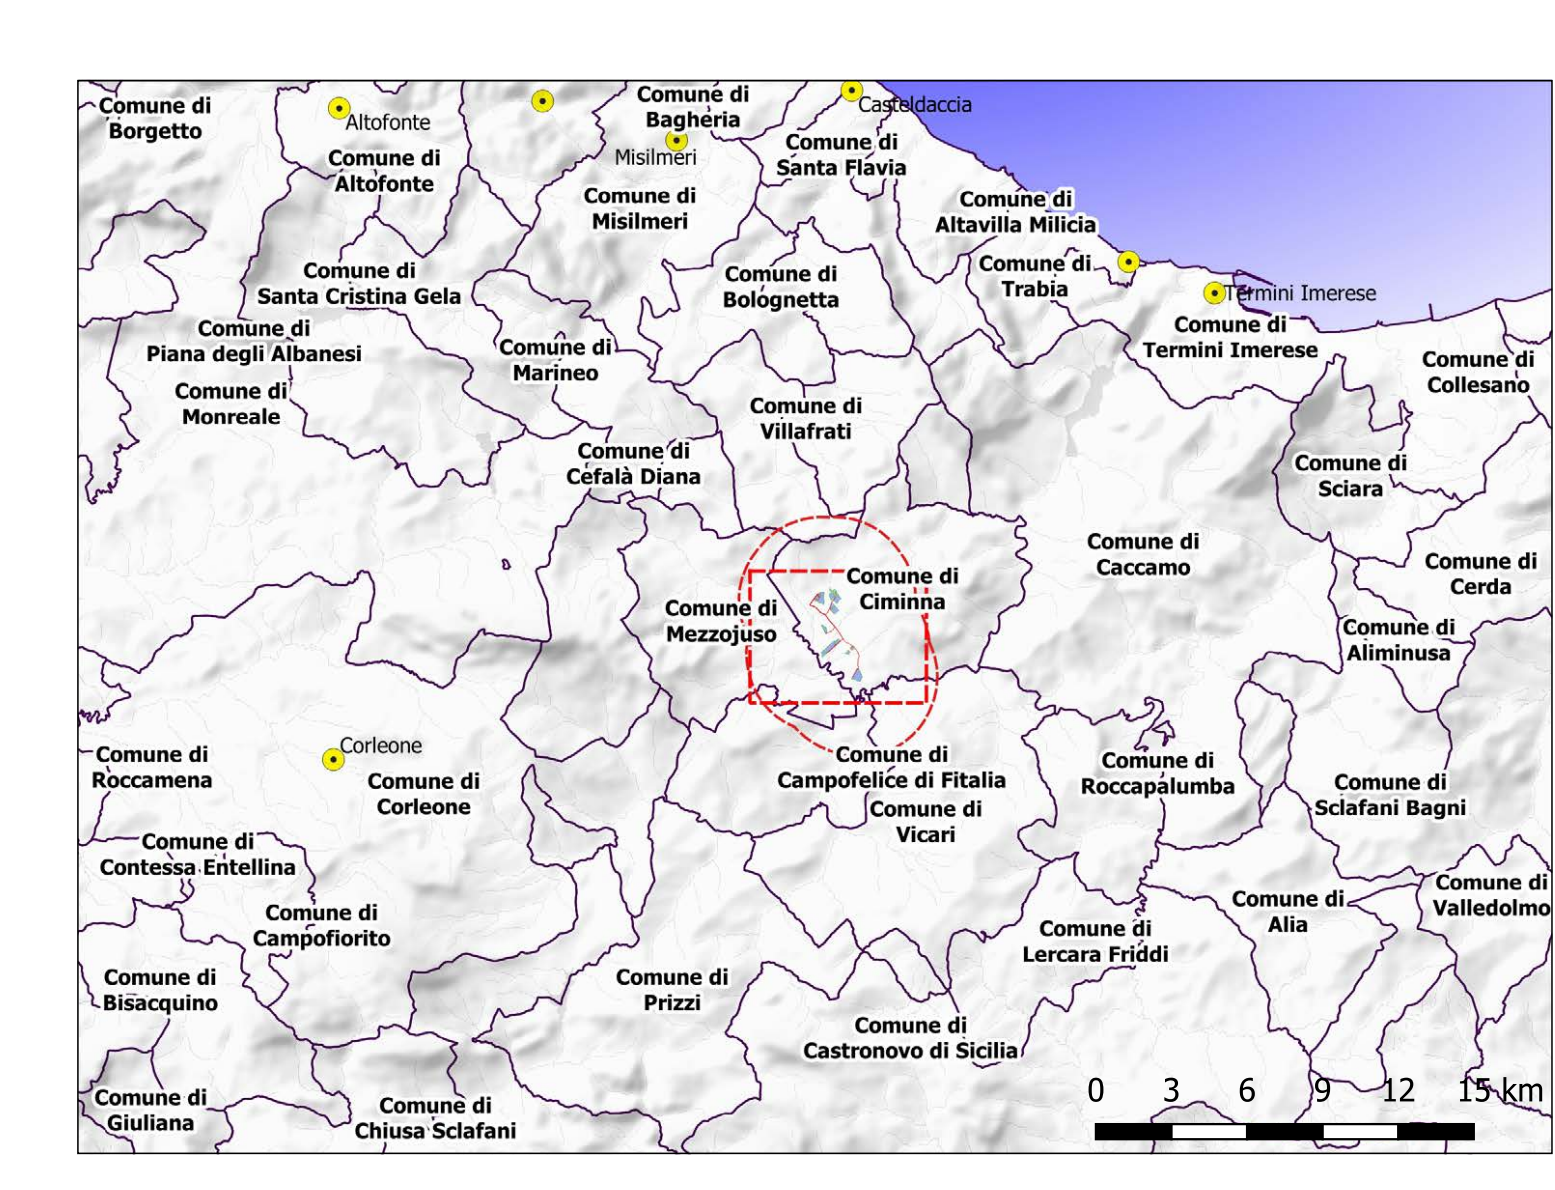 Comune di
Borgetto
Altofonte
Comune di
Altofonte
Comune di
Bagheria
Misilmeri
Comune di
Misilmeri
Casteldaccia
Comune di
Santa Flavia
Comune di
Altavilla Milicia
Comune di
Trabia
Termini Imerese
Comune di
Termini Imerese
Comune di
Santa Cristina Gela
Comune di
Bolognetta
Comune di
Piana degli Albanesi
Comune di
Monreale
Comune di
Marineo
Comune di
Villafrati
Comune di
Collesano
Comune di
Cefalà Diana
Comune di
Sciara
Comune di
Caccamo
Comune di
Cerda
Comune di
Ciminna
Comune di
Mezzojuso
Comune di
Aliminusa
Corleone
Comune di
Roccamena
Comune di
Corleone
Comune di
Campofelice di Fitalia
Comune di
Vicari
Comune di
Roccapalumba
Comune di
Sclafani Bagni
Comune di
Contessa Entellina
Comune di
Campofiorito
Comune di
Alia
Comune di
Valledolmo
Comune di
Lercara Friddi
Comune di
Bisacquino
Comune di
Prizzi
Comune di
Castronovo di Sicilia
Comune di
Giuliana
Comune di
Chiusa Sclafani
0 3 6 9 12 15 km